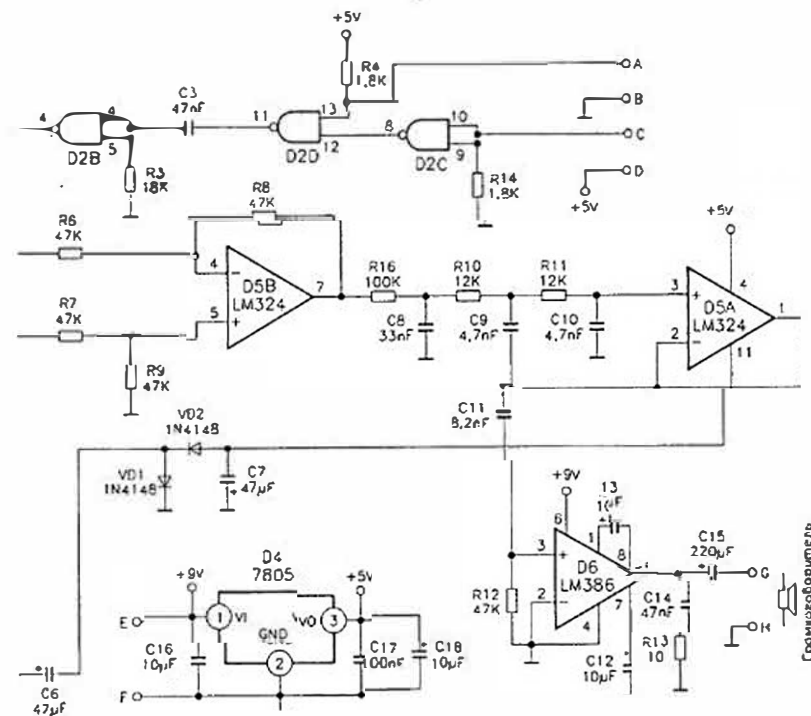 +5V
R4
1,8K
A
C3
47nF
4
4
5
D2B
11
13
12
D2D
8
10
9
D2C
B
C
D
R3
18K
R14
1,8K
+5V
R6
47K
R8
47K
+5V
4
5
7
D5B
LM324
R16
100K
R10
12K
R11
12K
3
2
4
11
1
D5A
LM324
R7
47K
R9
47K
C8
33nF
C9
4,7nF
C10
4,7nF
VD2
1N4148
C11
8,2nF
VD1
1N4148
C7
47μF
+9V
13
10μF
D4
7805
+9V
+5V
6
1
8
3
2
4
7
D6
LM386
C15
220μF
G
E
1
VI
VO
3
GND
2
R12
47K
C14
47nF
H
Громкоговоритель
C16
10μF
C17
100nF
C18
10μF
C12
10μF
R13
10
F
C6
47μF